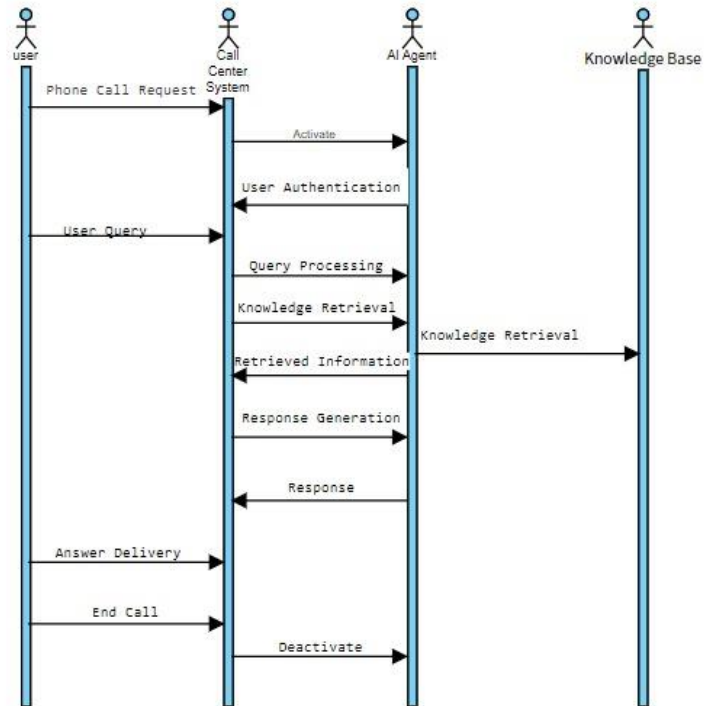 user
Call
Center
System
AI Agent
Knowledge Base
Phone Call Request
Activate
User Authentication
User Query
Query Processing
Knowledge Retrieval
Knowledge Retrieval
Retrieved Information
Response Generation
Response
Answer Delivery
End Call
Deactivate